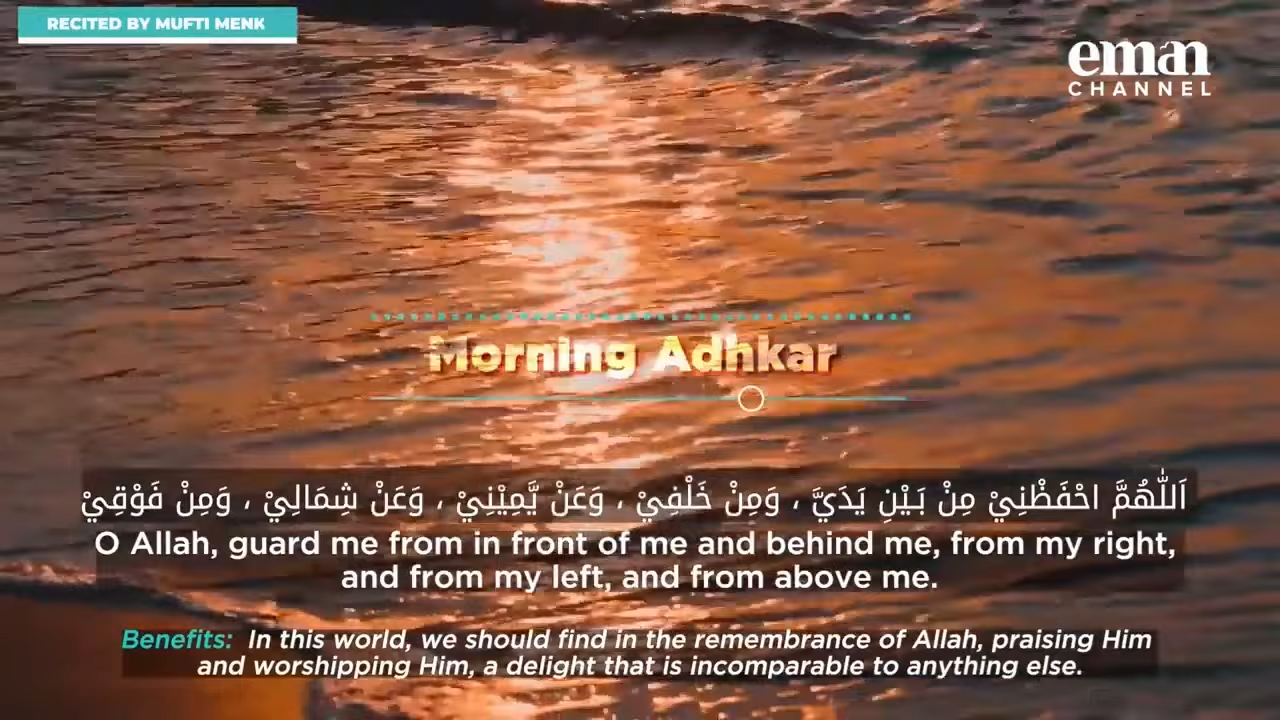 RECITED BY MUFTI MENK
eman
CHANNEL
Morning Adhkar
اَللّٰهُمَّ احْفَظْنِيْ مِنْ بَـيْنِ يَدَيَّ ، وَمِنْ خَلْفِيْ ، وَعَنْ يَّمِيْنِيْ ، وَعَنْ شِمَالِيْ ، وَمِنْ فَوْقِيْ
O Allah, guard me from in front of me and behind me, from my right,
and from my left, and from above me.
Benefits: In this world, we should find in the remembrance of Allah, praising Him
and worshipping Him, a delight that is incomparable to anything else.